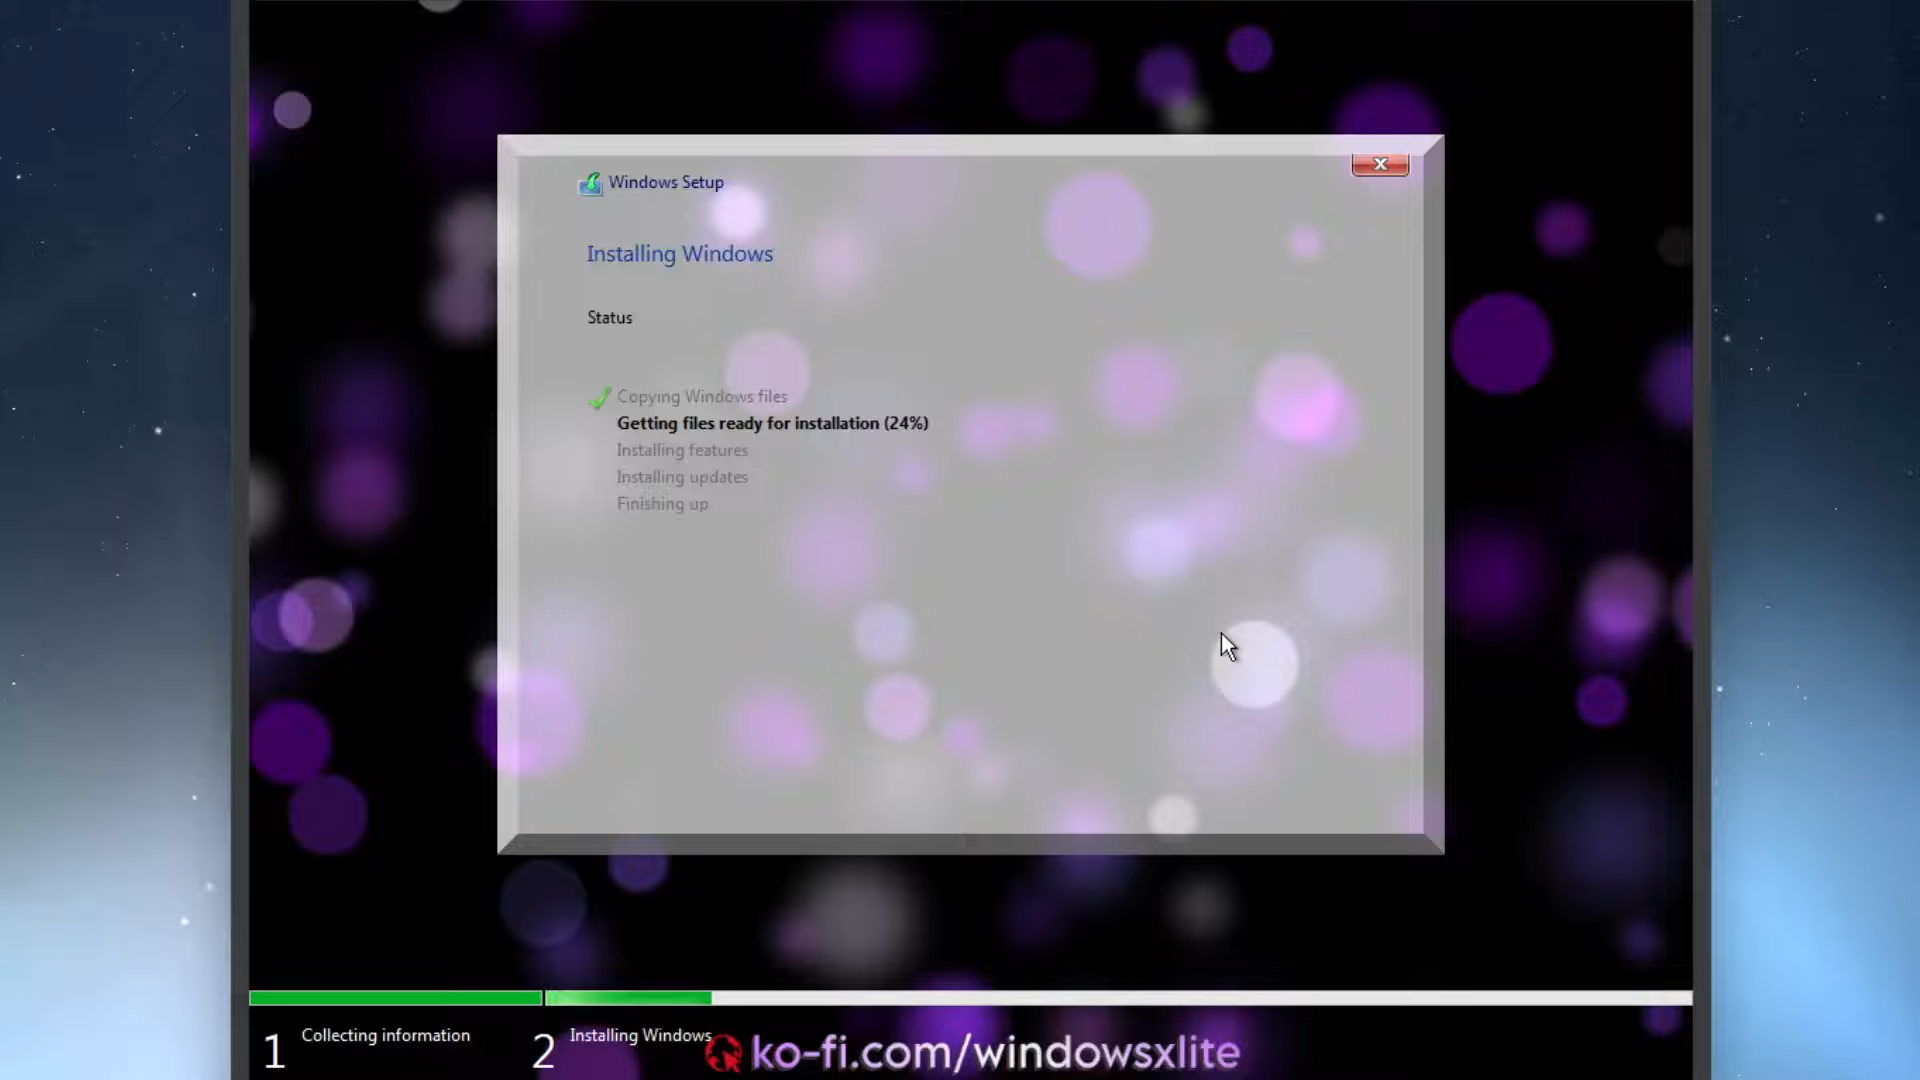 Windows Setup
Installing Windows
Status
Copying Windows files
Getting files ready for installation (24%)
Installing features
Installing updates
Finishing up
1 Collecting information
2 Installing Windows
ko-fi.com/windowsxlite